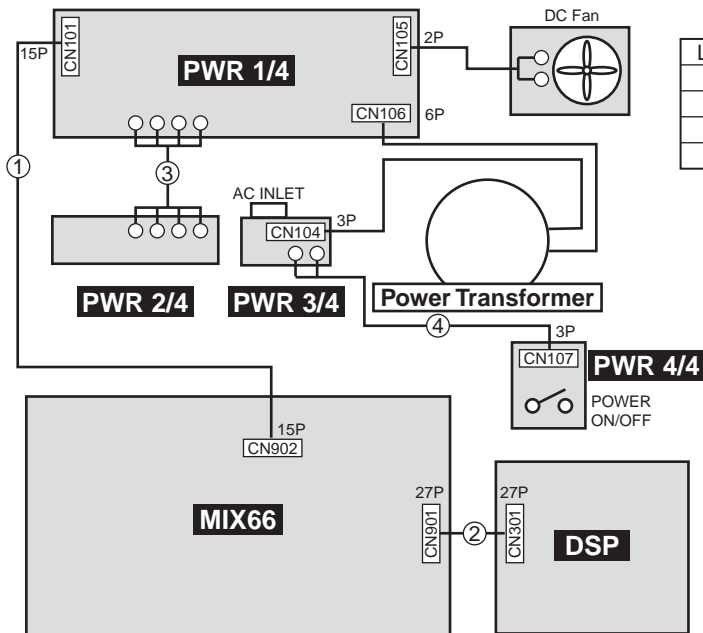 DC Fan
CN101
15P
PWR 1/4
CN105
2P
L
CN106
6P
1
3
AC INLET
CN104
3P
PWR 2/4
PWR 3/4
Power Transformer
4
3P
CN107
PWR 4/4
POWER
ON/OFF
15P
CN902
MIX66
27P
CN901
2
27P
CN301
DSP